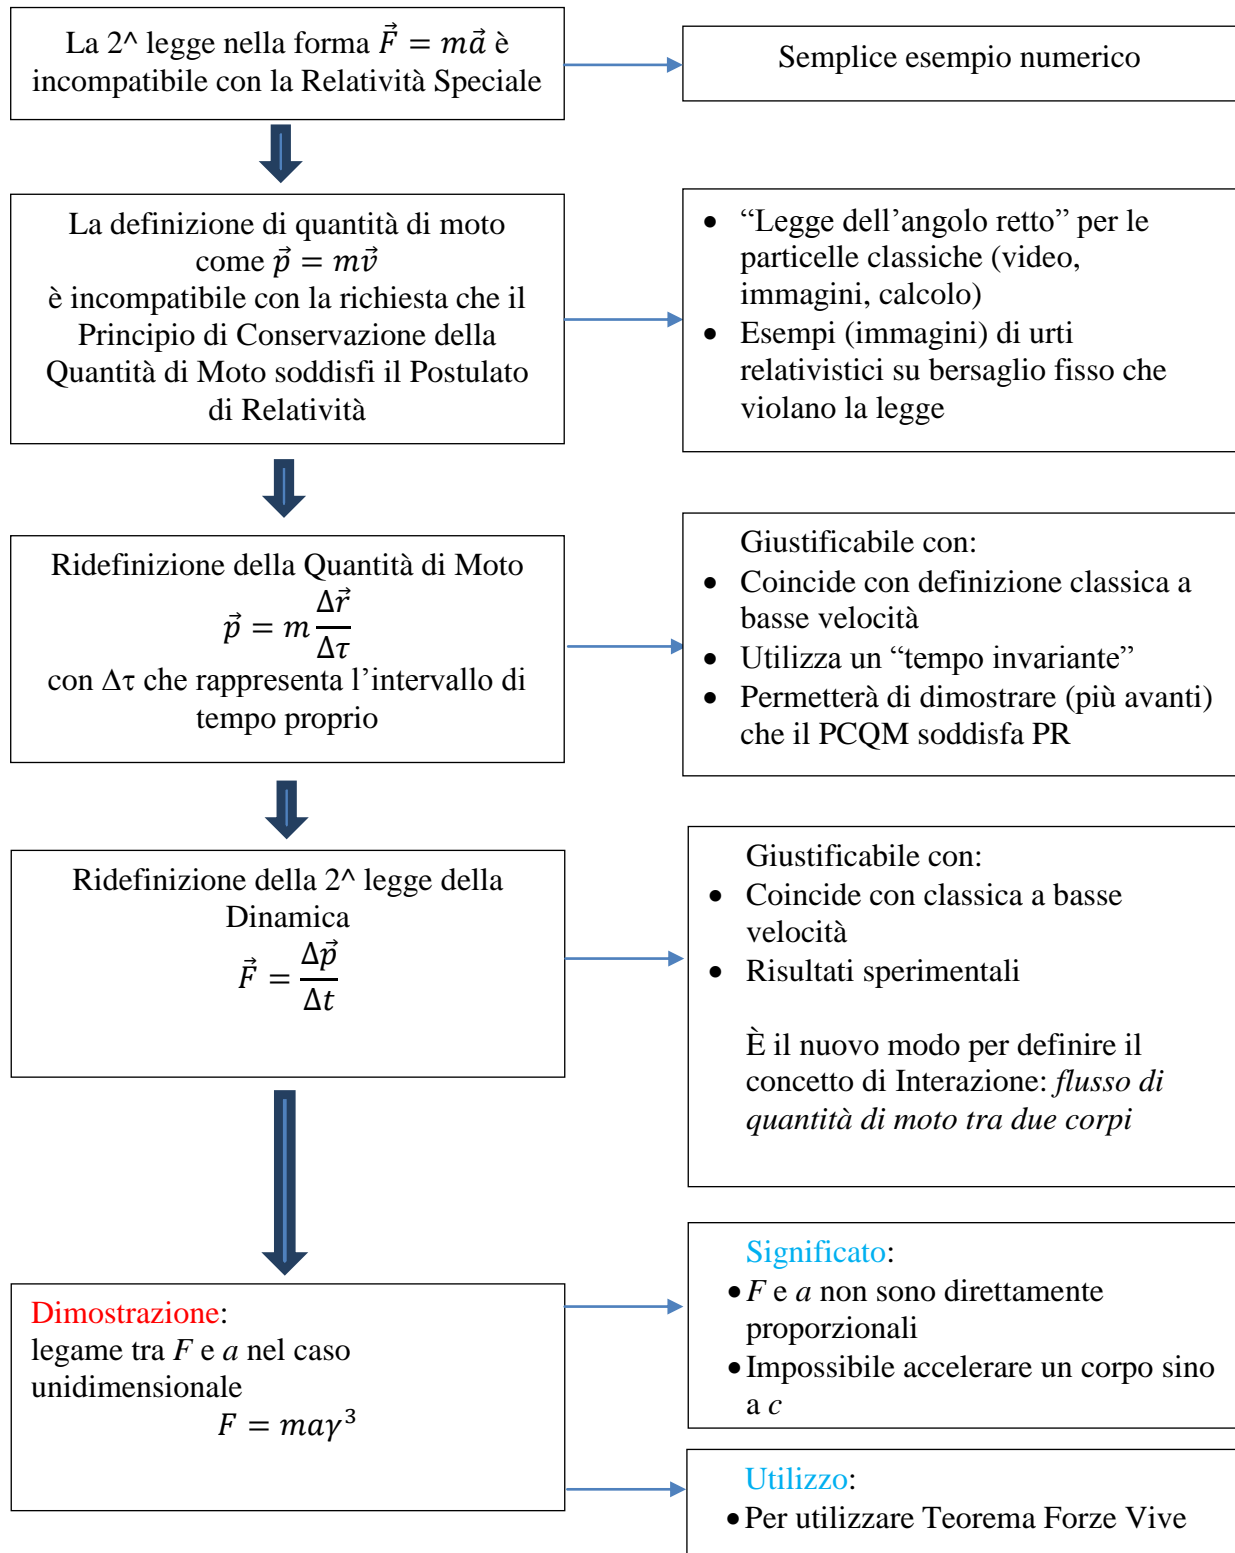 La 2^ legge nella forma F⃗ = ma⃗ è
incompatibile con la Relatività Speciale
Semplice esempio numerico
La definizione di quantità di moto
come p⃗ = mv⃗
è incompatibile con la richiesta che il
Principio di Conservazione della
Quantità di Moto soddisfi il Postulato
di Relatività
• “Legge dell’angolo retto” per le
particelle classiche (video,
immagini, calcolo)
• Esempi (immagini) di urti
relativistici su bersaglio fisso che
violano la legge
Ridefinizione della Quantità di Moto
p⃗ = m Δr⃗/Δτ
con Δτ che rappresenta l’intervallo di
tempo proprio
Giustificabile con:
• Coincide con definizione classica a
basse velocità
• Utilizza un “tempo invariante”
• Permetterà di dimostrare (più avanti)
che il PCQM soddisfa PR
Ridefinizione della 2^ legge della
Dinamica
F⃗ = Δp⃗/Δt
Giustificabile con:
• Coincide con classica a basse
velocità
• Risultati sperimentali
È il nuovo modo per definire il
concetto di Interazione: flusso di
quantità di moto tra due corpi
Dimostrazione:
legame tra F e a nel caso
unidimensionale
F = maγ³
Significato:
• F e a non sono direttamente
proporzionali
• Impossibile accelerare un corpo sino
a c
Utilizzo:
• Per utilizzare Teorema Forze Vive